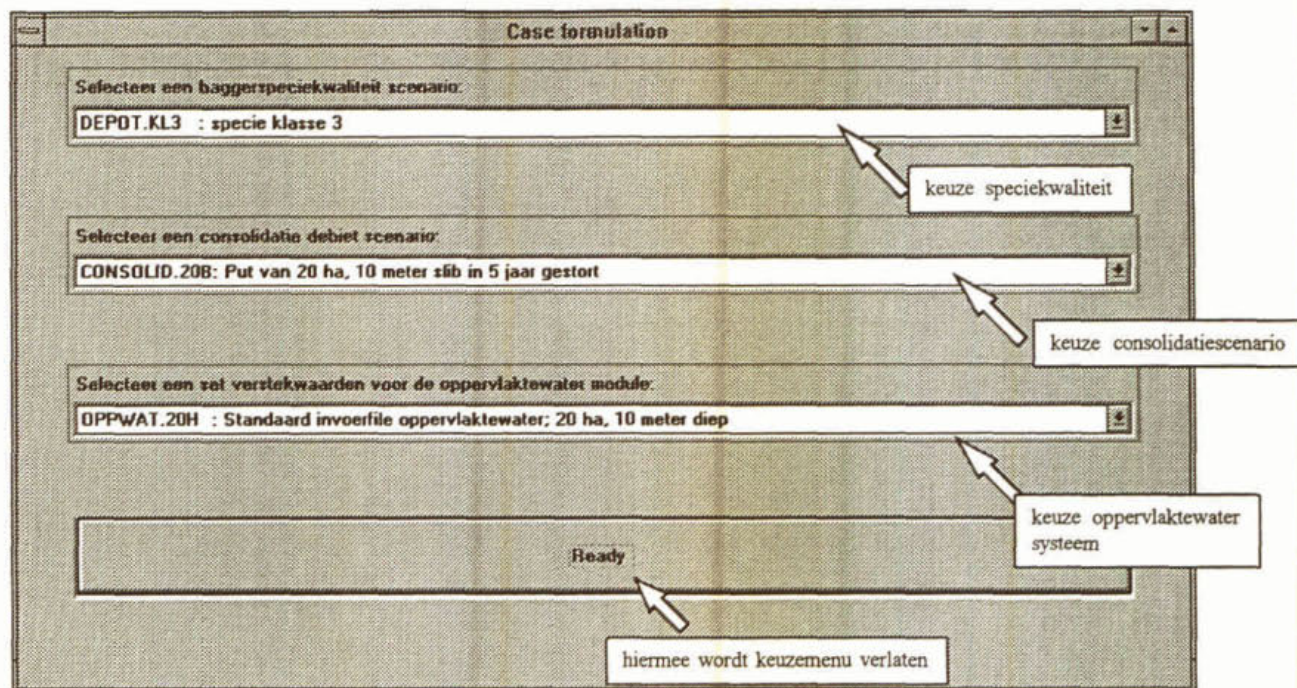 Case formulation
Selecteer een baggerspeciekwaliteit scenario:
DEPOT.KL3 : specie klasse 3
keuze speciekwaliteit
Selecteer een consolidatie debiet scenario:
CONSOLID.20B: Put van 20 ha, 10 meter slib in 5 jaar gestort
keuze consolidatiescenario
Selecteer een set verstekwaarden voor de oppervlaktewater module:
OPPWAT.20H : Standaard invoerfile oppervlaktewater; 20 ha, 10 meter diep
keuze oppervlaktewater
systeem
Ready
hiermee wordt keuzemenu verlaten